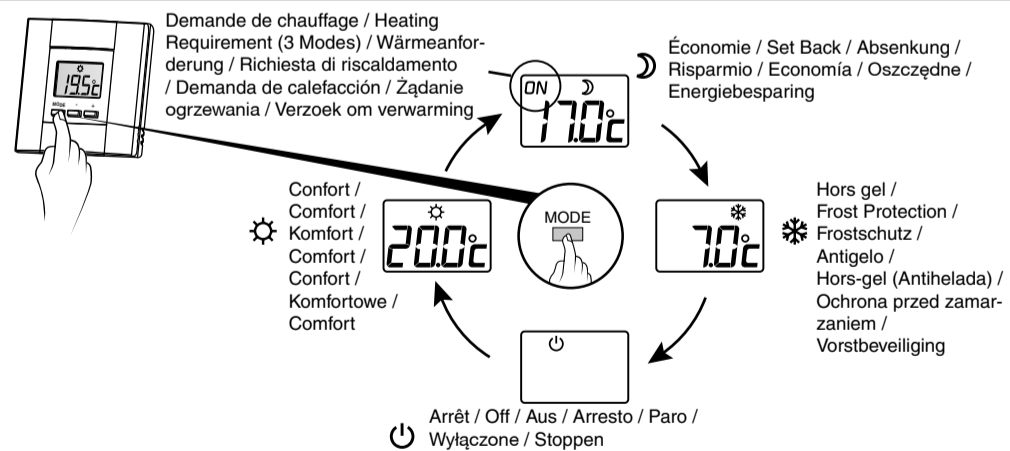 Demande de chauffage / Heating
Requirement (3 Modes) / Wärmeanfor-
derung / Richiesta di riscaldamento
/ Demanda de calefacción / Żądanie
ogrzewania / Verzoek om verwarming
19.5c
MODE - +
ON
17.0°c
Économie / Set Back / Absenkung /
Risparmio / Economía / Oszczędne /
Energiebesparing
Confort /
Comfort /
Komfort /
Comfort /
Confort /
Komfortowe /
Comfort
20.0°c
MODE
7.0°c
Hors gel /
Frost Protection /
Frostschutz /
Antigelo /
Hors-gel (Antihelada) /
Ochrona przed zamar-
zaniem /
Vorstbeveiliging
Arrêt / Off / Aus / Arresto / Paro /
Wyłączone / Stoppen